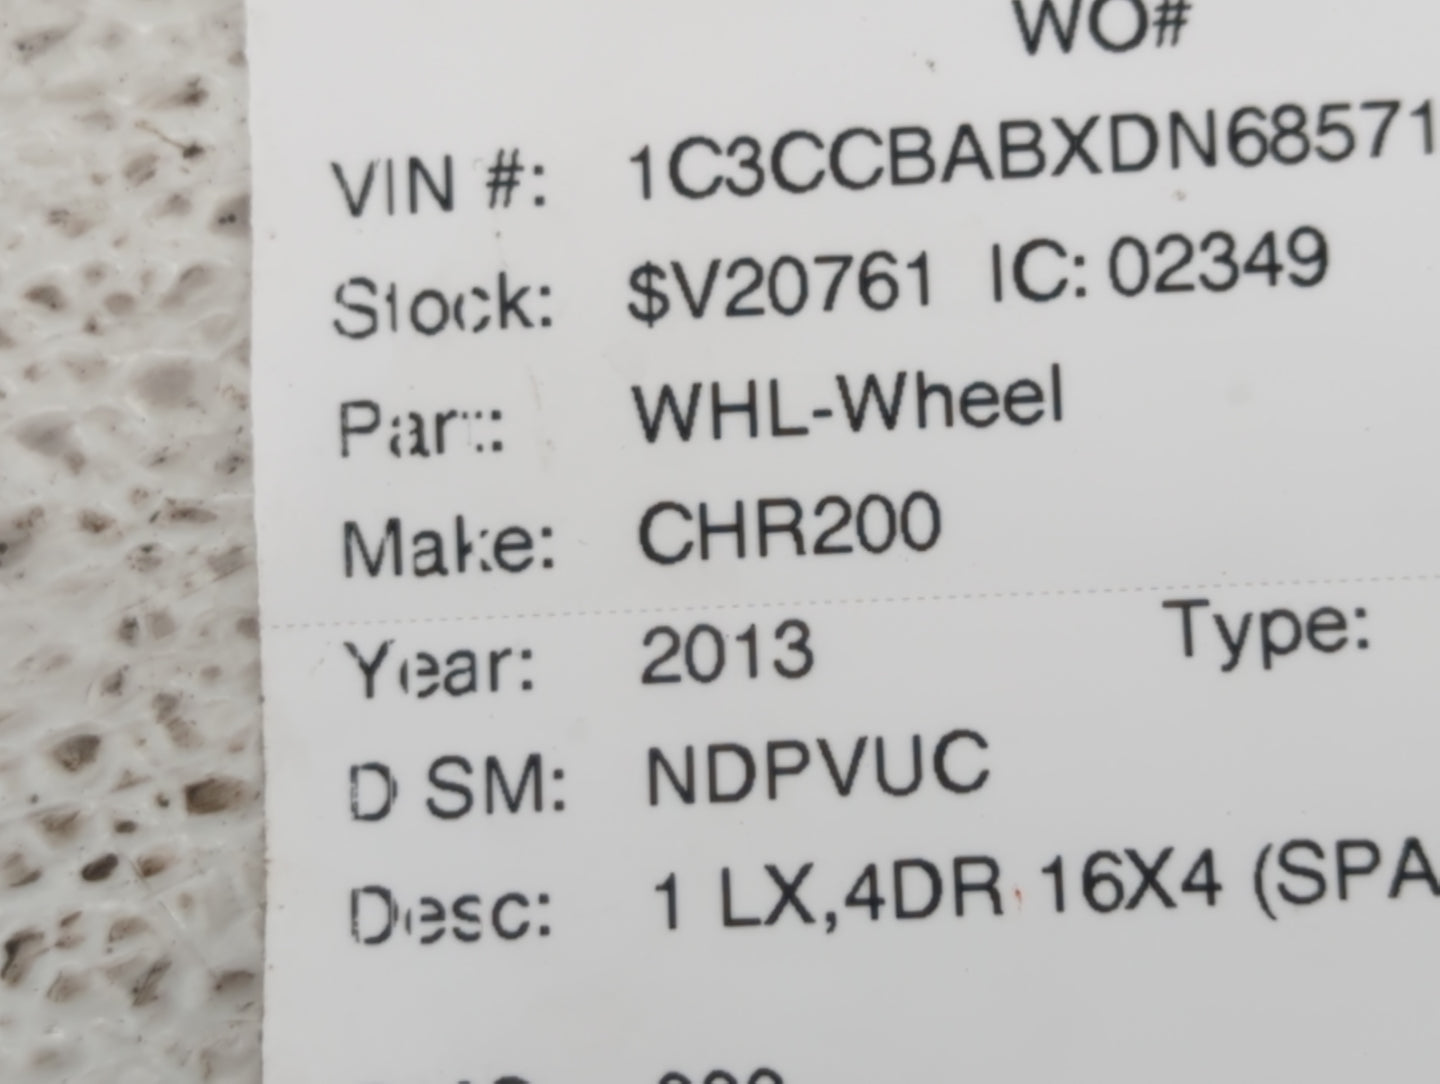 WO#
VIN #: 1C3CCBABXDN68571
Stock: $V20761 IC: 02349
Part: WHL-Wheel
Make: CHR200
Year: 2013 Type:
D SM: NDPVUC
Desc: 1 LX,4DR 16X4 (SPA